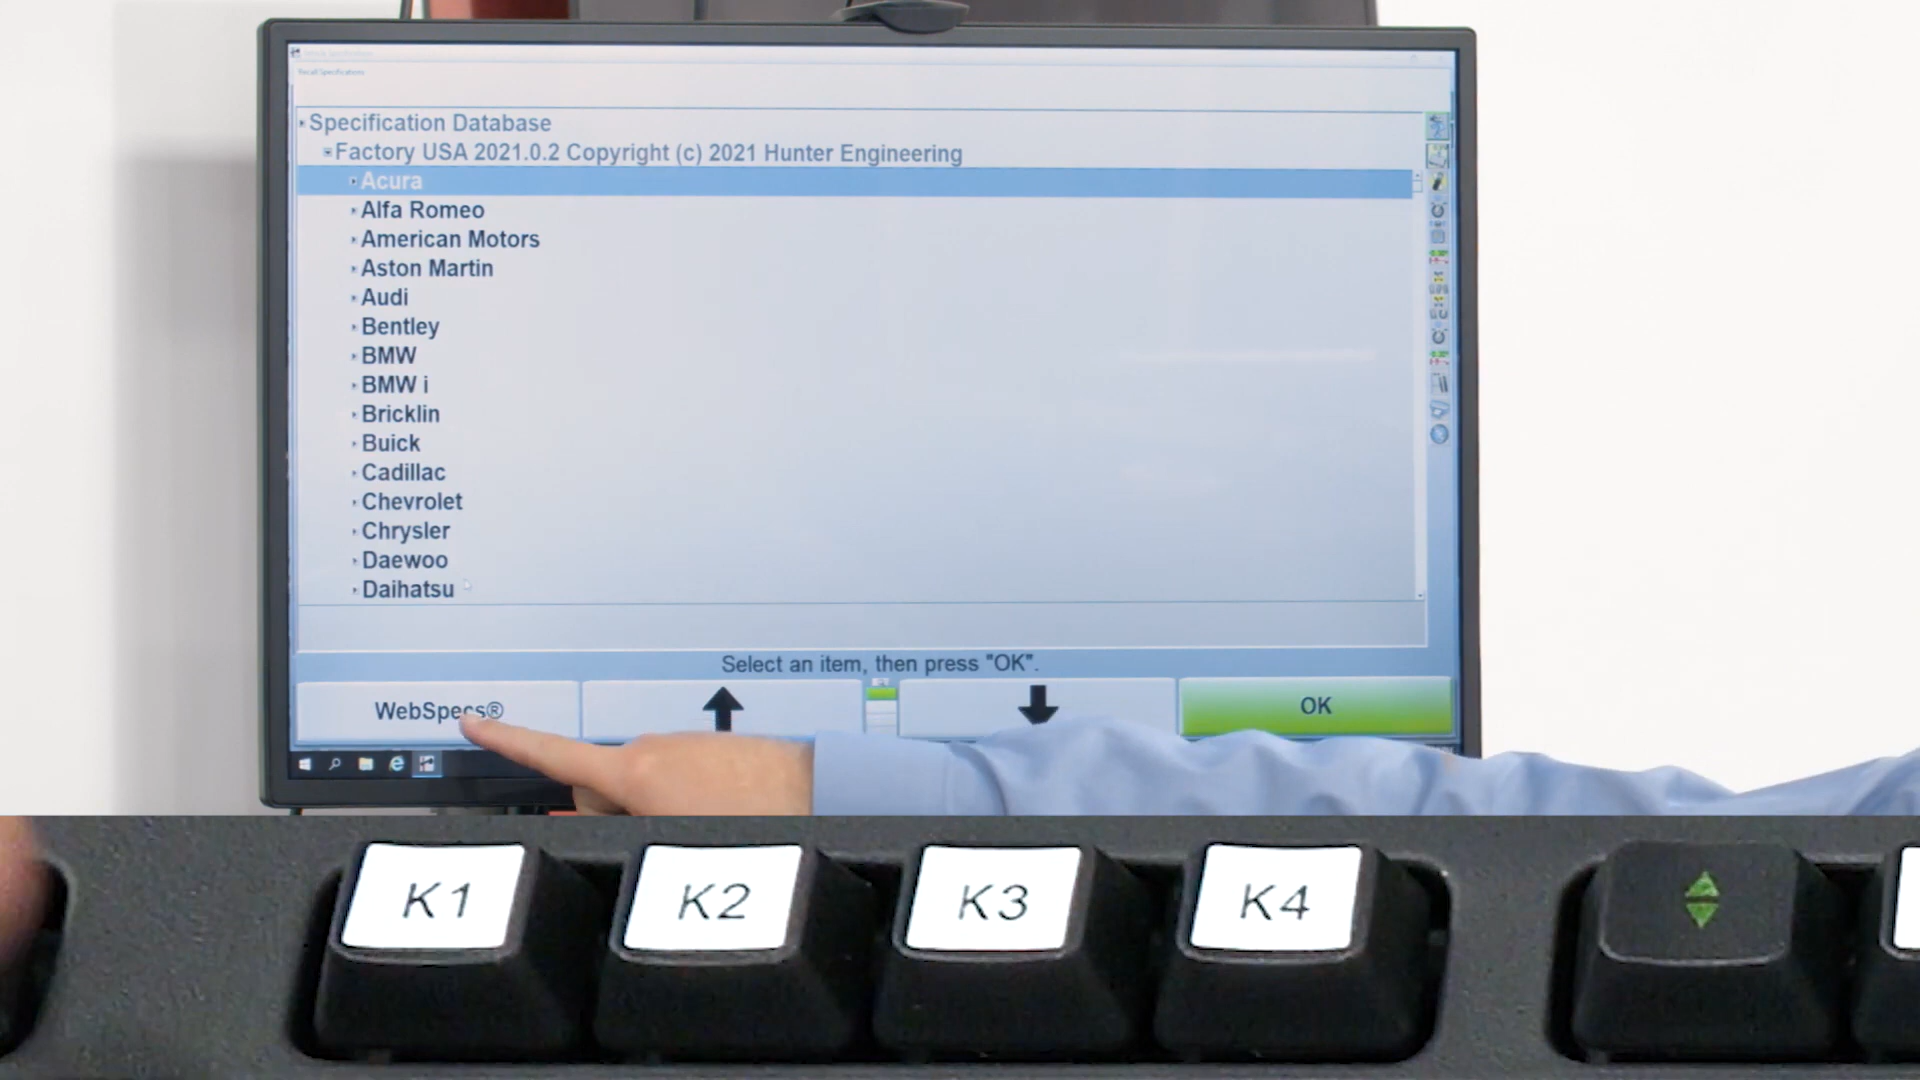 Recall Specifications
Specification Database
Factory USA 2021.0.2 Copyright (c) 2021 Hunter Engineering
Acura
Alfa Romeo
American Motors
Aston Martin
Audi
Bentley
BMW
BMW i
Bricklin
Buick
Cadillac
Chevrolet
Chrysler
Daewoo
Daihatsu
Select an item, then press "OK".
WebSpecs®
OK
K1
K2
K3
K4